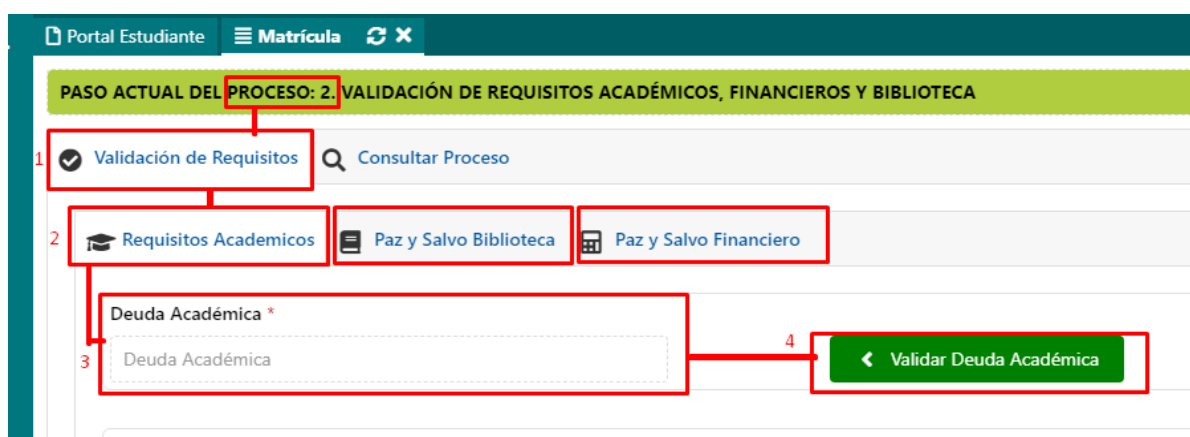 Portal Estudiante Matrícula
PASO ACTUAL DEL PROCESO: 2. VALIDACIÓN DE REQUISITOS ACADÉMICOS, FINANCIEROS Y BIBLIOTECA
1 Validación de Requisitos Consultar Proceso
2 Requisitos Academicos Paz y Salvo Biblioteca Paz y Salvo Financiero
Deuda Académica *
3 Deuda Académica
4 Validar Deuda Académica